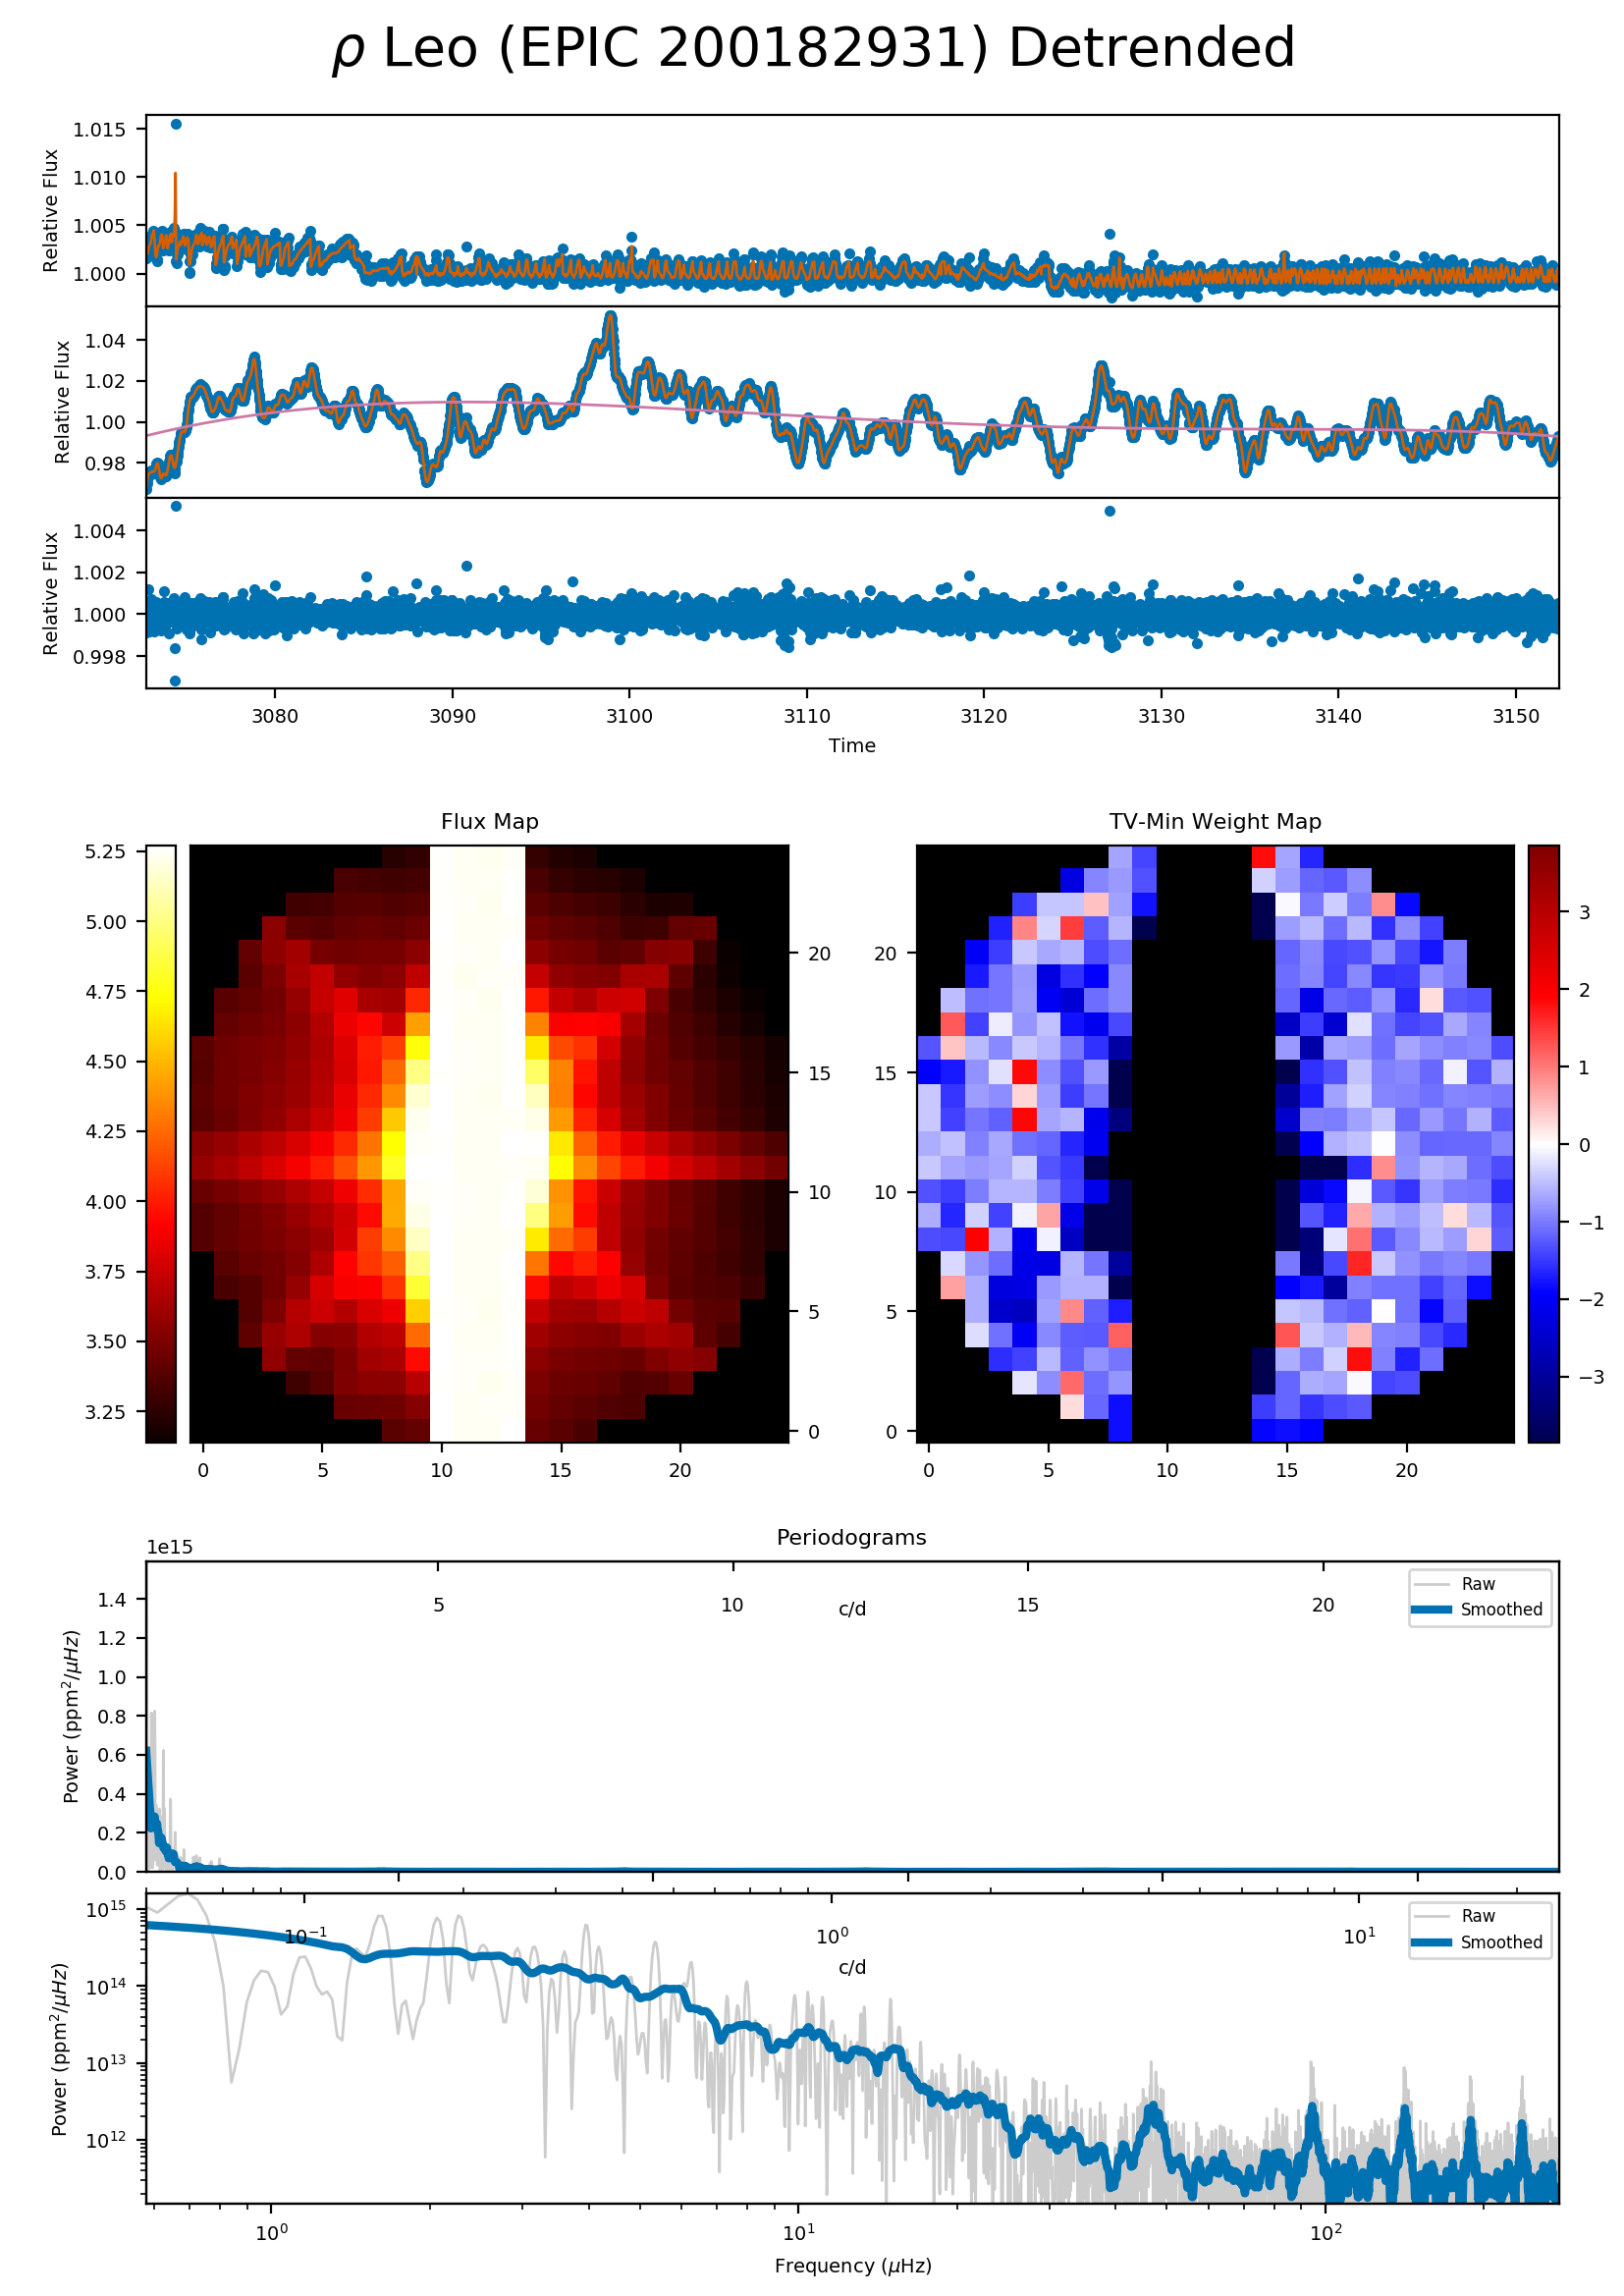 ρ Leo (EPIC 200182931) Detrended
1.015
1.010
1.005
1.000
Relative Flux
1.04
1.02
1.00
0.98
Relative Flux
1.004
1.002
1.000
0.998
Relative Flux
3080 3090 3100 3110 3120 3130 3140 3150
Time
Flux Map
5.25
5.00
4.75
4.50
4.25
4.00
3.75
3.50
3.25
20
15
10
5
0
0 5 10 15 20
TV-Min Weight Map
20
15
10
5
0
0 5 10 15 20
3
2
1
0
−1
−2
−3
Periodograms
1e15
1.4
1.2
1.0
0.8
0.6
0.4
0.2
0.0
Power (ppm²/μHz)
5 10 15 20
c/d
Raw
Smoothed
10¹⁵
10¹⁴
10¹³
10¹²
Power (ppm²/μHz)
10⁻¹ 10⁰ 10¹
c/d
Raw
Smoothed
10⁰ 10¹ 10²
Frequency (μHz)